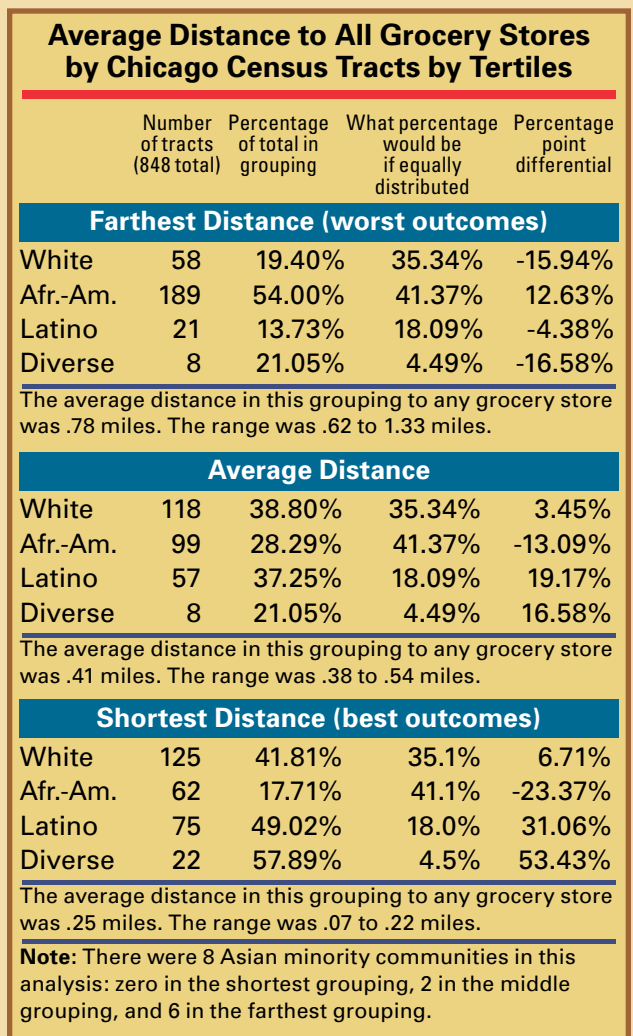 Average Distance to All Grocery Stores
by Chicago Census Tracts by Tertiles
Number Percentage What percentage Percentage
of tracts of total in would be point
(848 total) grouping if equally differential
distributed
Farthest Distance (worst outcomes)
White 58 19.40% 35.34% -15.94%
Afr.-Am. 189 54.00% 41.37% 12.63%
Latino 21 13.73% 18.09% -4.38%
Diverse 8 21.05% 4.49% -16.58%
The average distance in this grouping to any grocery store
was .78 miles. The range was .62 to 1.33 miles.
Average Distance
White 118 38.80% 35.34% 3.45%
Afr.-Am. 99 28.29% 41.37% -13.09%
Latino 57 37.25% 18.09% 19.17%
Diverse 8 21.05% 4.49% 16.58%
The average distance in this grouping to any grocery store
was .41 miles. The range was .38 to .54 miles.
Shortest Distance (best outcomes)
White 125 41.81% 35.1% 6.71%
Afr.-Am. 62 17.71% 41.1% -23.37%
Latino 75 49.02% 18.0% 31.06%
Diverse 22 57.89% 4.5% 53.43%
The average distance in this grouping to any grocery store
was .25 miles. The range was .07 to .22 miles.
Note: There were 8 Asian minority communities in this
analysis: zero in the shortest grouping, 2 in the middle
grouping, and 6 in the farthest grouping.